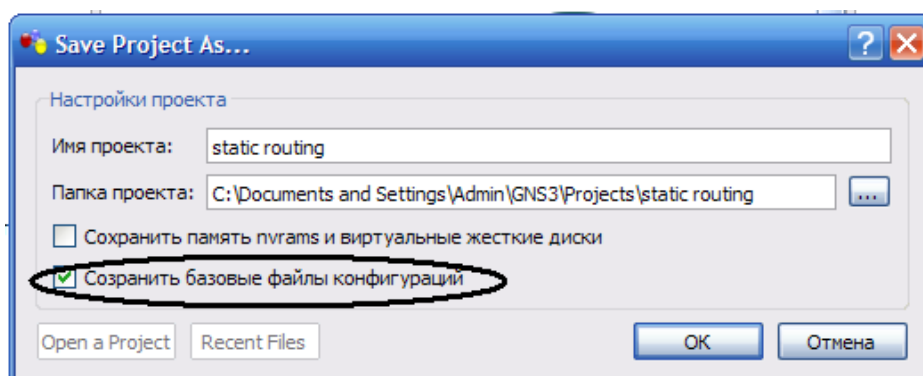 Save Project As...
?
Настройки проекта
Имя проекта: static routing
Папка проекта: C:\Documents and Settings\Admin\GNS3\Projects\static routing ...
Сохранить память nvrams и виртуальные жесткие диски
Созранить базовые файлы конфигураций
Open a Project Recent Files OK Отмена